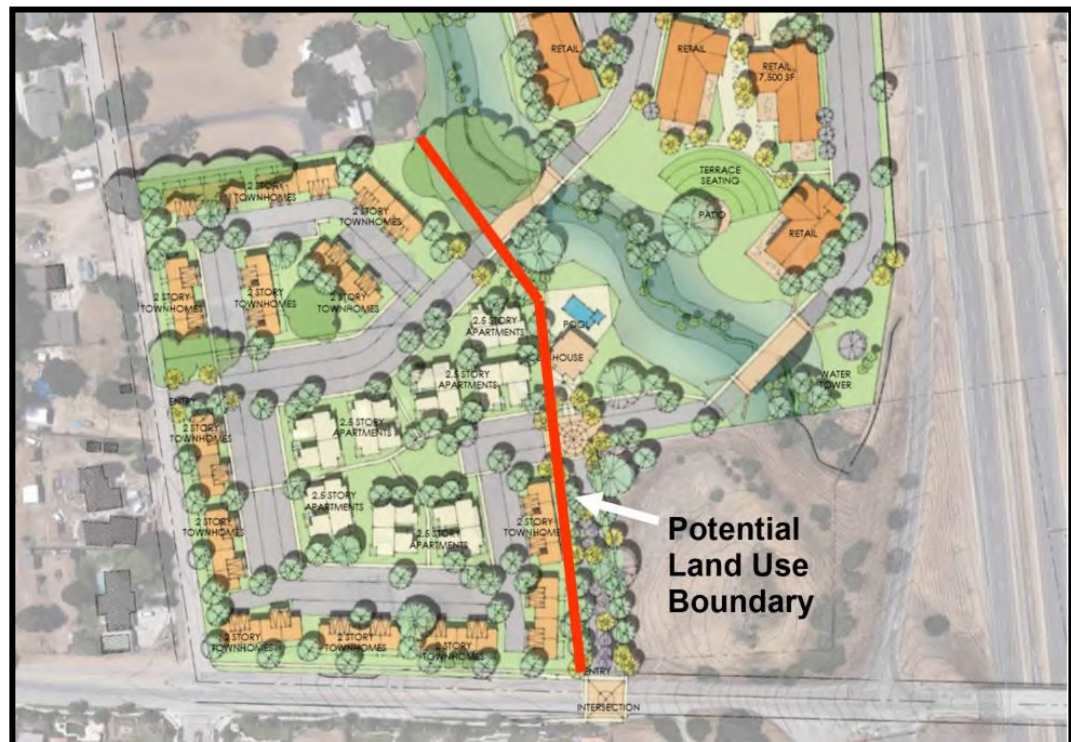 RETAIL
RETAIL
RETAIL
7,500 SF
TERRACE
SEATING
PATIO
RETAIL
2 STORY
TOWNHOMES
2 STORY
TOWNHOMES
2 STORY
TOWNHOMES
2 STORY
TOWNHOMES
2 STORY
TOWNHOMES
2.5 STORY
APARTMENTS
POOL
HOUSE
2.5 STORY
APARTMENTS
WATER
TOWER
ENTRY
2 STORY
TOWNHOMES
2.5 STORY
APARTMENTS
2.5 STORY
APARTMENTS
2 STORY
TOWNHOMES
2.5 STORY
APARTMENTS
2 STORY
TOWNHOME
Potential
Land Use
Boundary
2 STORY
TOWNHOMES
2 STORY
TOWNHOMES
2 STORY
TOWNHOMES
ENTRY
INTERSECTION